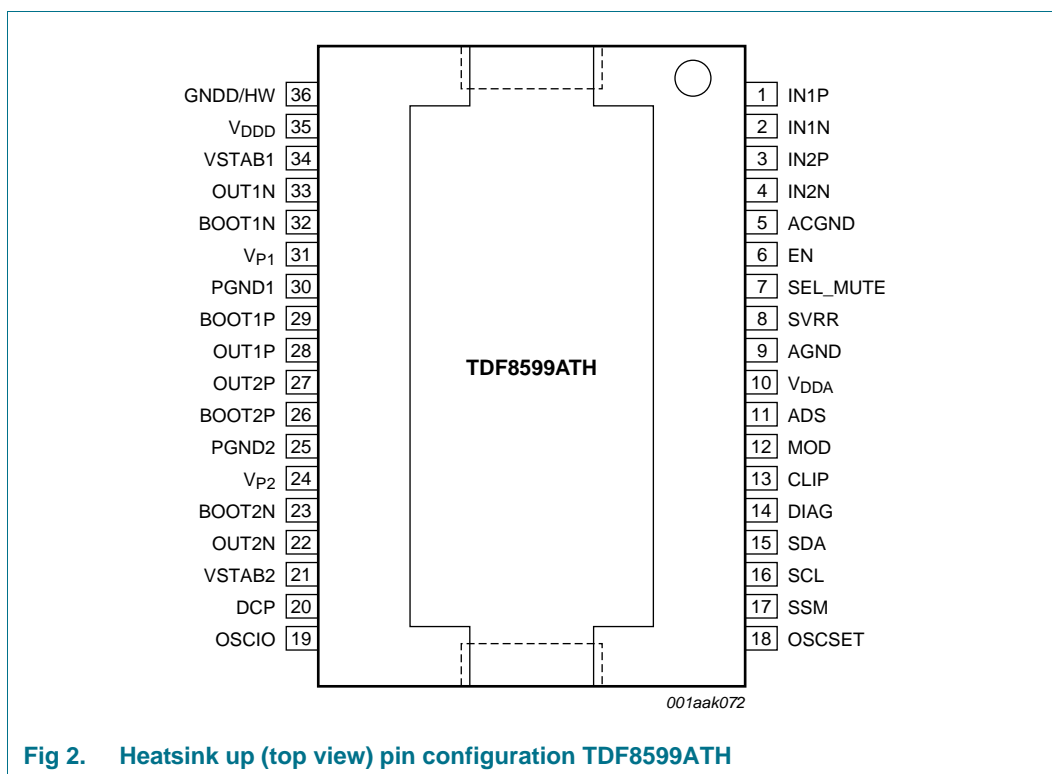 GNDD/HW 36 1 IN1P
VDDD 35 2 IN1N
VSTAB1 34 3 IN2P
OUT1N 33 4 IN2N
BOOT1N 32 5 ACGND
VP1 31 6 EN
PGND1 30 7 SEL_MUTE
BOOT1P 29 8 SVRR
OUT1P 28 9 AGND
TDF8599ATH
OUT2P 27 10 VDDA
BOOT2P 26 11 ADS
PGND2 25 12 MOD
VP2 24 13 CLIP
BOOT2N 23 14 DIAG
OUT2N 22 15 SDA
VSTAB2 21 16 SCL
DCP 20 17 SSM
OSCIO 19 18 OSCSET
001aak072
Fig 2. Heatsink up (top view) pin configuration TDF8599ATH